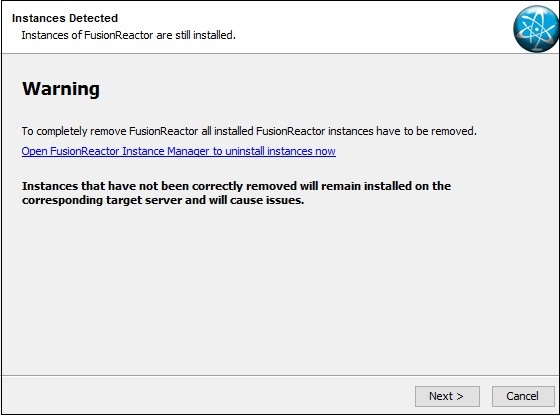 Instances Detected
Instances of FusionReactor are still installed.
Warning
To completely remove FusionReactor all installed FusionReactor instances have to be removed.
Open FusionReactor Instance Manager to uninstall instances now
Instances that have not been correctly removed will remain installed on the
corresponding target server and will cause issues.
Next >
Cancel